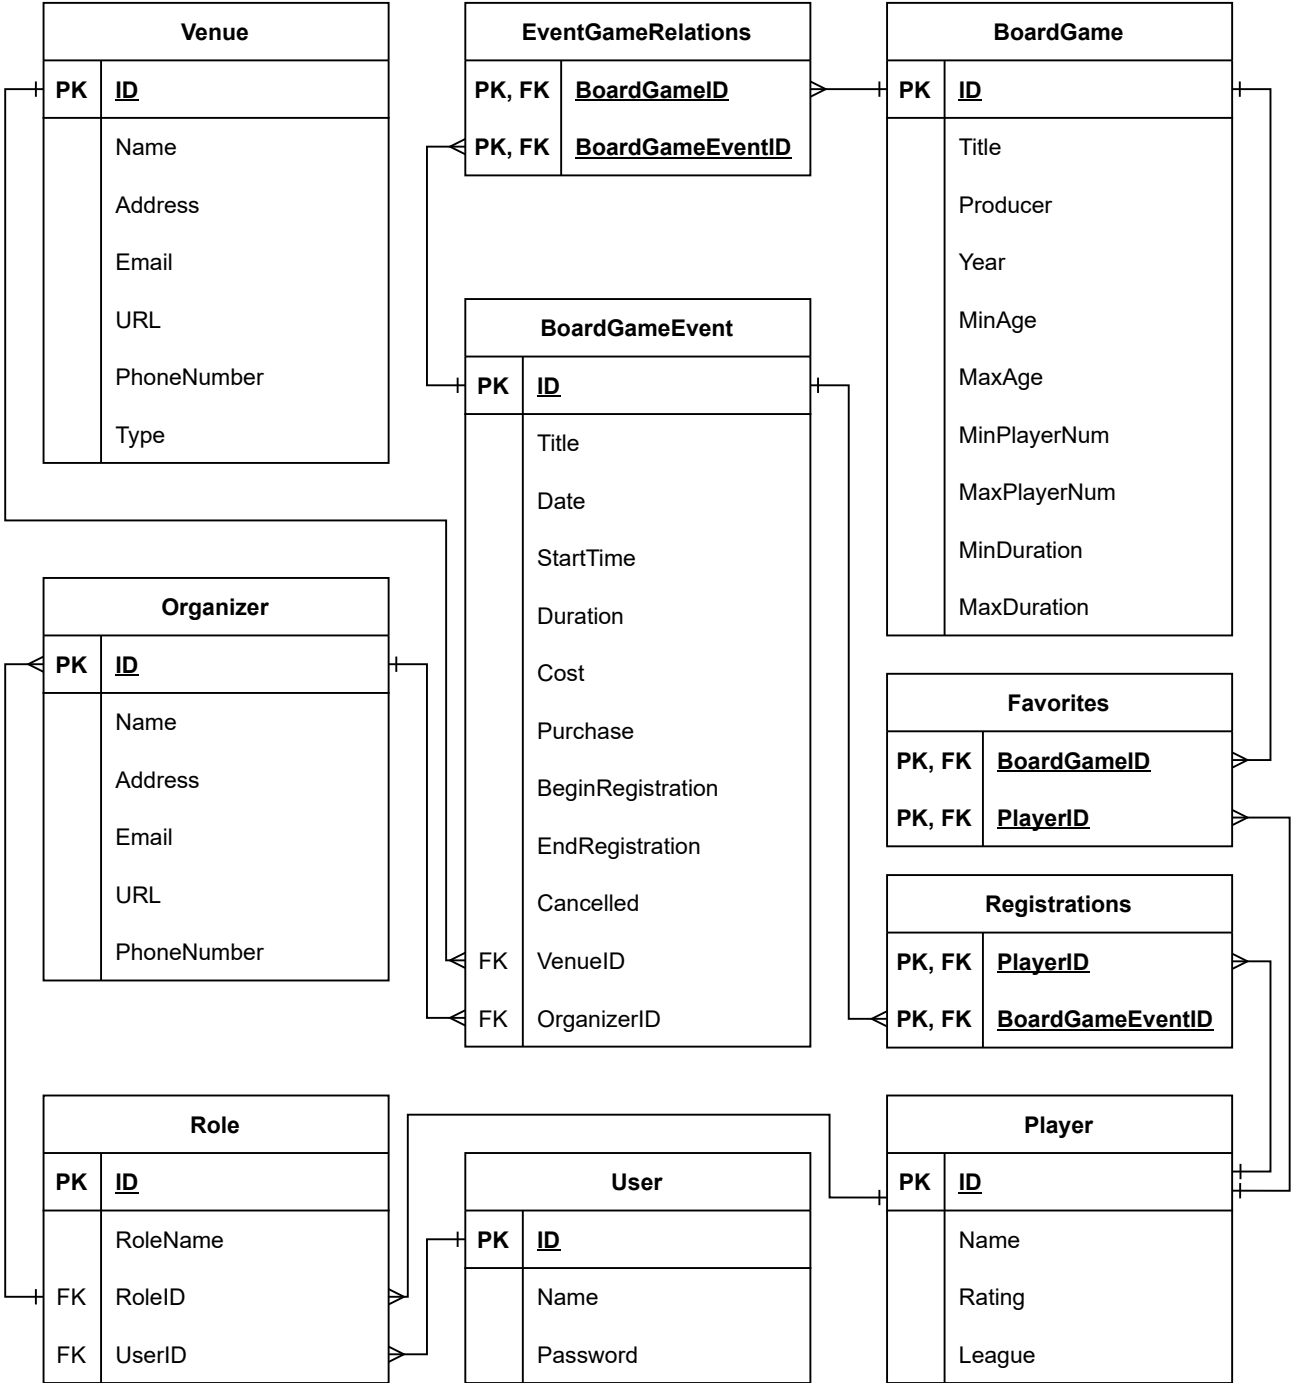 Venue
PK ID
Name
Address
Email
URL
PhoneNumber
Type
EventGameRelations
PK, FK BoardGameID
PK, FK BoardGameEventID
BoardGame
PK ID
Title
Producer
Year
MinAge
MaxAge
MinPlayerNum
MaxPlayerNum
MinDuration
MaxDuration
BoardGameEvent
PK ID
Title
Date
StartTime
Duration
Cost
Purchase
BeginRegistration
EndRegistration
Cancelled
FK VenueID
FK OrganizerID
Organizer
PK ID
Name
Address
Email
URL
PhoneNumber
Favorites
PK, FK BoardGameID
PK, FK PlayerID
Registrations
PK, FK PlayerID
PK, FK BoardGameEventID
Role
PK ID
RoleName
FK RoleID
FK UserID
User
PK ID
Name
Password
Player
PK ID
Name
Rating
League